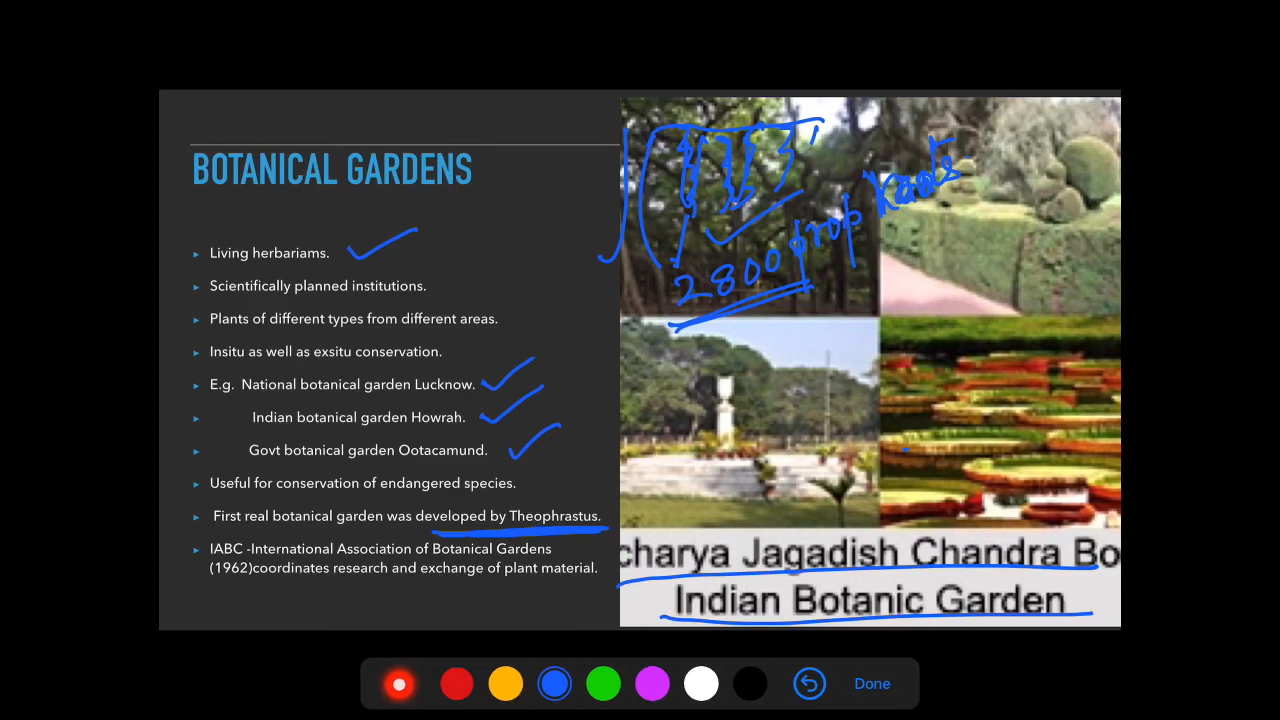 BOTANICAL GARDENS
Living herbariams.
Scientifically planned institutions.
Plants of different types from different areas.
Insitu as well as exsitu conservation.
E.g. National botanical garden Lucknow.
Indian botanical garden Howrah.
Govt botanical garden Ootacamund.
Useful for conservation of endangered species.
First real botanical garden was developed by Theophrastus.
IABC -International Association of Botanical Gardens
(1962)coordinates research and exchange of plant material.
2800 prop roots
charya Jagadish Chandra Bo
Indian Botanic Garden
Done